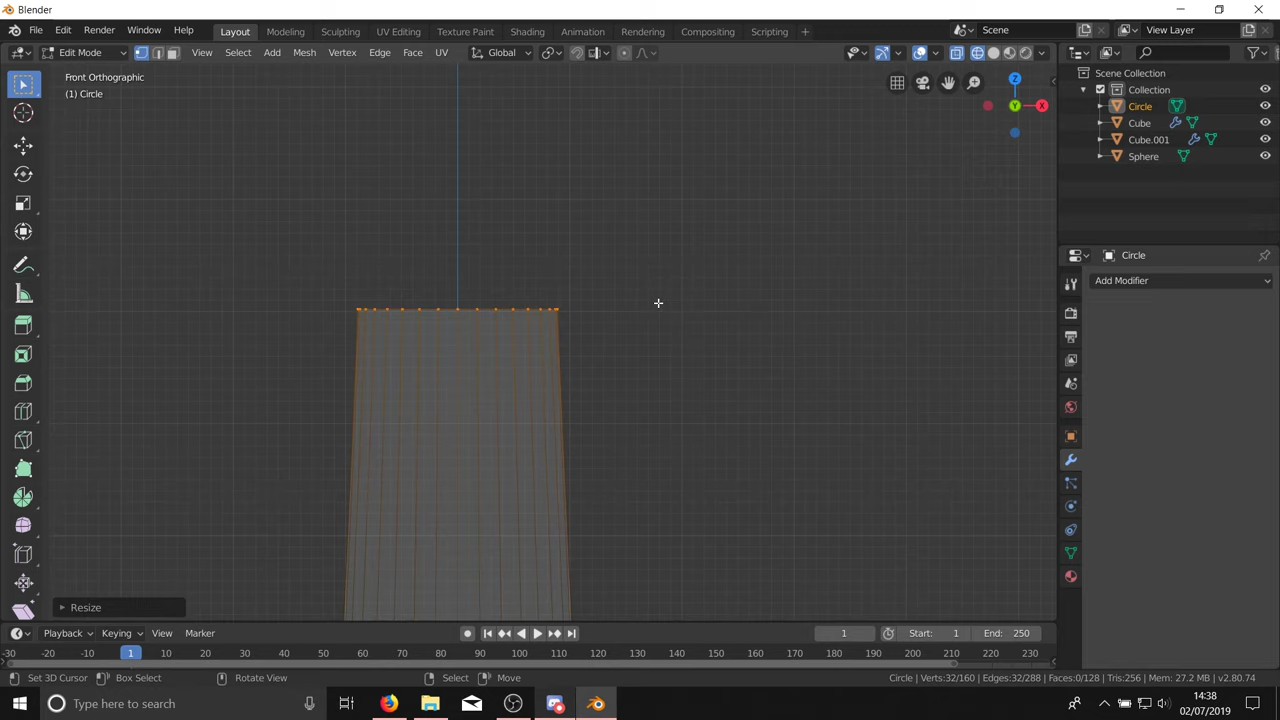 Blender
File Edit Render Window Help Layout Modeling Sculpting UV Editing Texture Paint Shading Animation Rendering Compositing Scripting + Scene View Layer
Edit Mode View Select Add Mesh Vertex Edge Face UV Global
Front Orthographic
(1) Circle
Z
Y
X
Scene Collection
Collection
Circle
Cube
Cube.001
Sphere
Circle
Add Modifier
Resize
Playback Keying View Marker 1 Start: 1 End: 250
-30 -20 -10 1 10 20 30 40 50 60 70 80 90 100 110 120 130 140 150 160 170 180 190 200 210 220 230
Set 3D Cursor Box Select Rotate View Select Move Circle | Verts:32/160 | Edges:32/288 | Faces:0/128 | Tris:256 | Mem: 27.2 MB | v2.80.74
Type here to search
14:38
02/07/2019